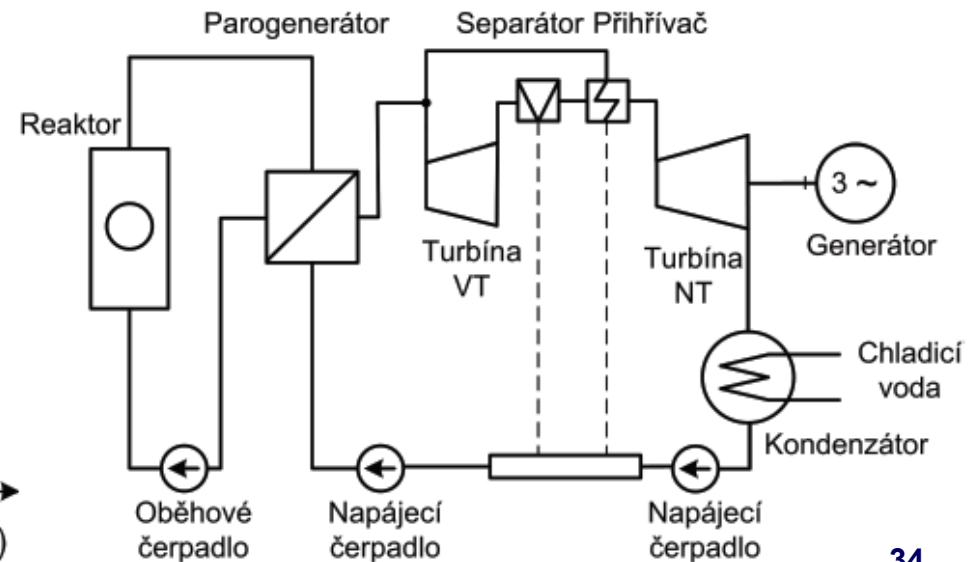 Parogenerátor
Separátor Přihřívač
Reaktor
3 ~
Generátor
Turbína
VT
Turbína
NT
Chladicí
voda
Kondenzátor
Oběhové
čerpadlo
Napájecí
čerpadlo
Napájecí
čerpadlo
)
34